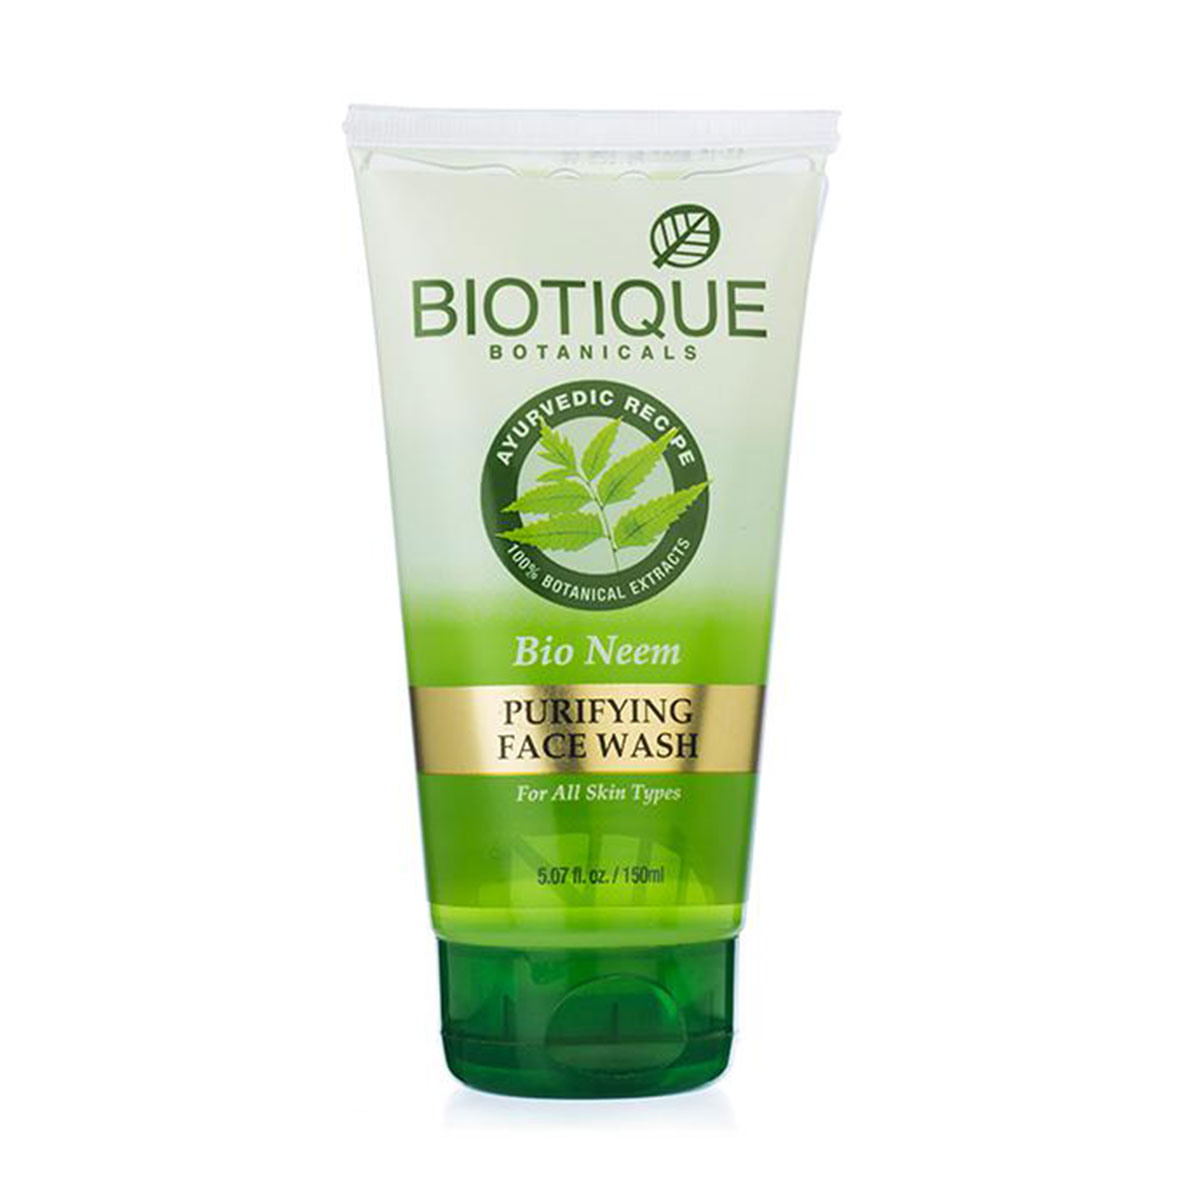 BIOTIQUE
BOTANICALS
AYURVEDIC RECIPE
100% BOTANICAL EXTRACTS
Bio Neem
PURIFYING
FACE WASH
For All Skin Types
5.07 fl. oz. / 150ml